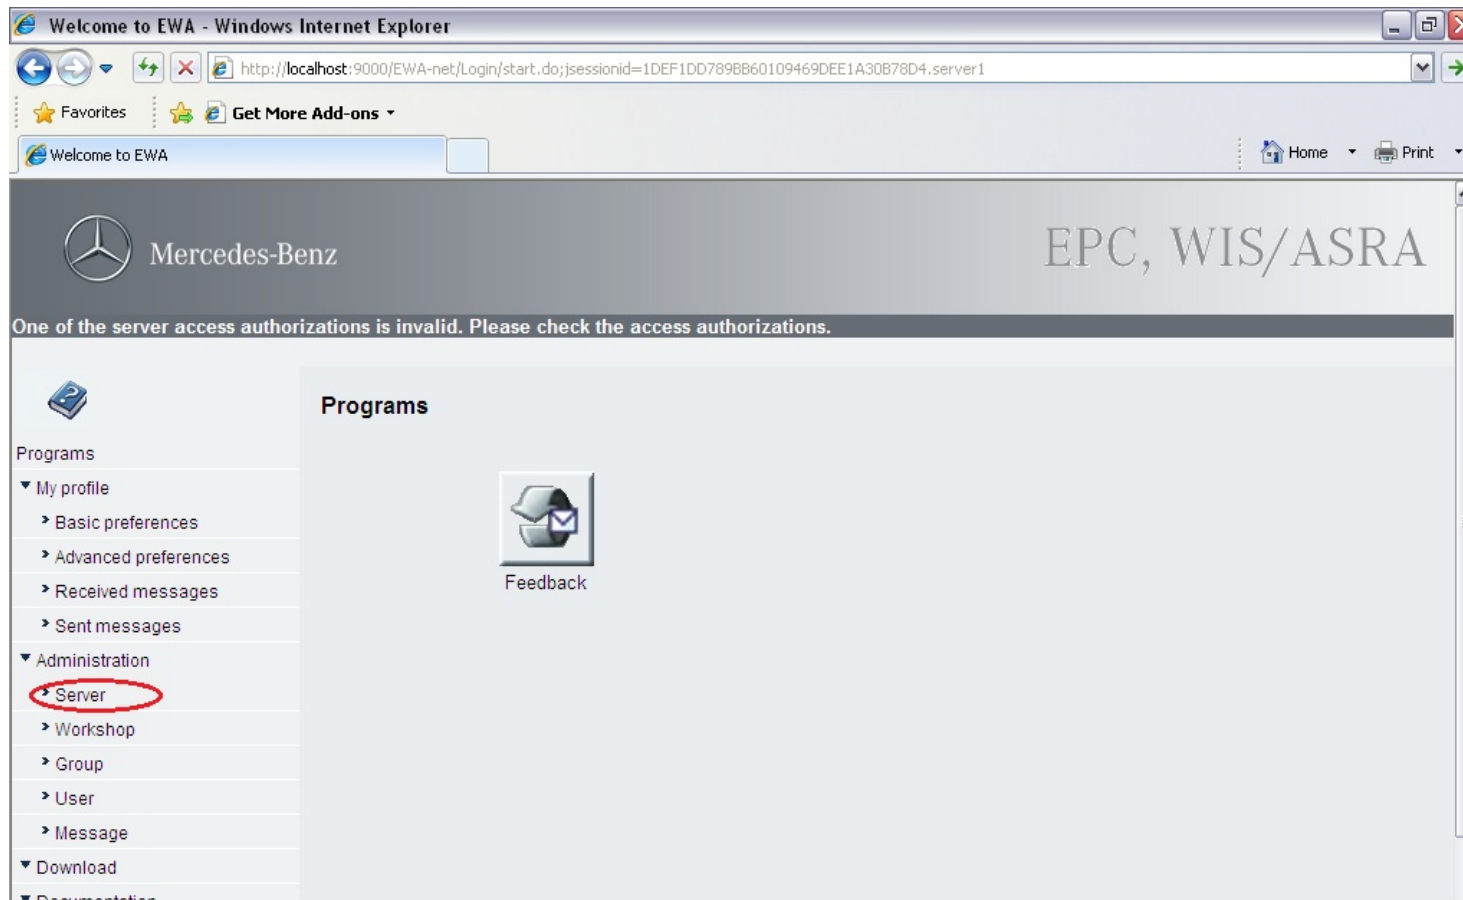 Welcome to EWA - Windows Internet Explorer
http://localhost:9000/EWA-net/Login/start.do;jsessionid=1DEF1DD789BB60109469DEE1A30B78D4.server1
Favorites Get More Add-ons
Welcome to EWA Home Print
Mercedes-Benz EPC, WIS/ASRA
One of the server access authorizations is invalid. Please check the access authorizations.
Programs
Programs
My profile
Basic preferences
Advanced preferences
Feedback
Received messages
Sent messages
Administration
Server
Workshop
Group
User
Message
Download
Documentation